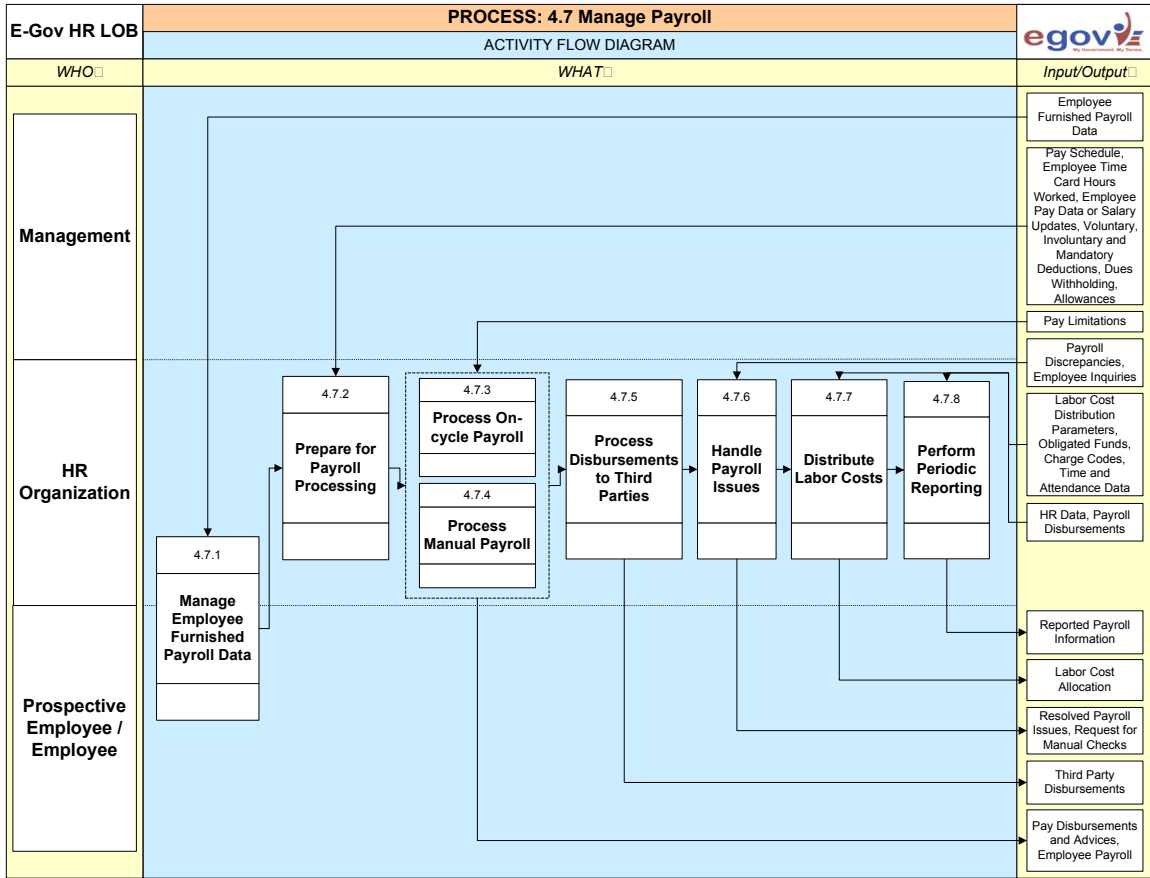 E-Gov HR LOB
PROCESS: 4.7 Manage Payroll
ACTIVITY FLOW DIAGRAM
egov
My Government. My Terms.
WHO□
WHAT□
Input/Output□
Management
HR
Organization
Prospective
Employee /
Employee
4.7.1
Manage
Employee
Furnished
Payroll Data
4.7.2
Prepare for
Payroll
Processing
4.7.3
Process On-
cycle Payroll
4.7.4
Process
Manual Payroll
4.7.5
Process
Disbursements
to Third
Parties
4.7.6
Handle
Payroll
Issues
4.7.7
Distribute
Labor Costs
4.7.8
Perform
Periodic
Reporting
Employee
Furnished Payroll
Data
Pay Schedule,
Employee Time
Card Hours
Worked, Employee
Pay Data or Salary
Updates, Voluntary,
Involuntary and
Mandatory
Deductions, Dues
Withholding,
Allowances
Pay Limitations
Payroll
Discrepancies,
Employee Inquiries
Labor Cost
Distribution
Parameters,
Obligated Funds,
Charge Codes,
Time and
Attendance Data
HR Data, Payroll
Disbursements
Reported Payroll
Information
Labor Cost
Allocation
Resolved Payroll
Issues, Request for
Manual Checks
Third Party
Disbursements
Pay Disbursements
and Advices,
Employee Payroll